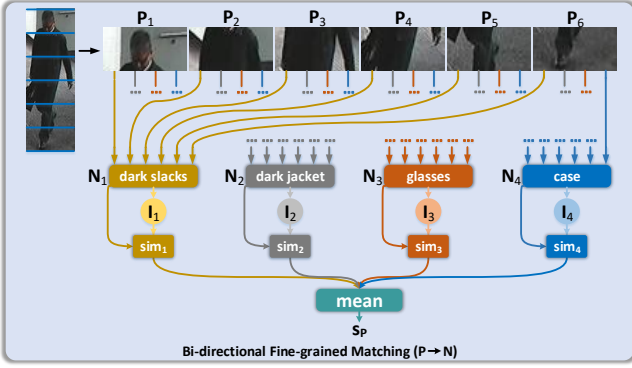 P1 P2 P3 P4 P5 P6
... ... ... ... ... ... ... ... ... ... ... ... ... ... ... ... ...
... ... ... ... ... ...
N1 dark slacks N2 dark jacket N3 glasses N4 case
I1 I2 I3 I4
sim1 sim2 sim3 sim4
mean
sP
Bi-directional Fine-grained Matching (P→N)